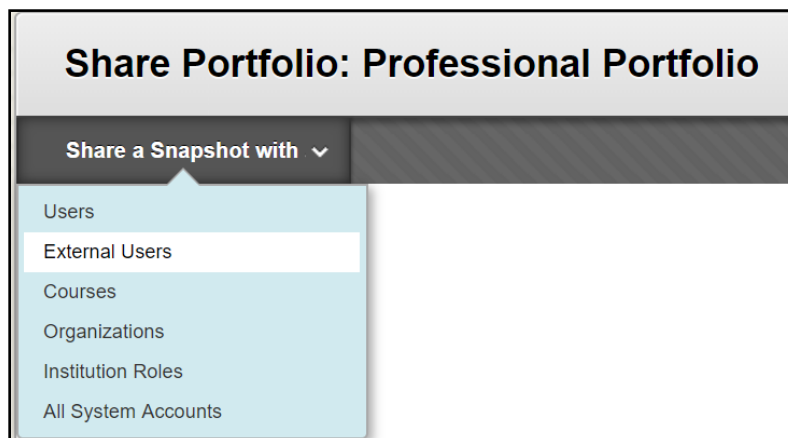 Share Portfolio: Professional Portfolio
Share a Snapshot with
Users
External Users
Courses
Organizations
Institution Roles
All System Accounts